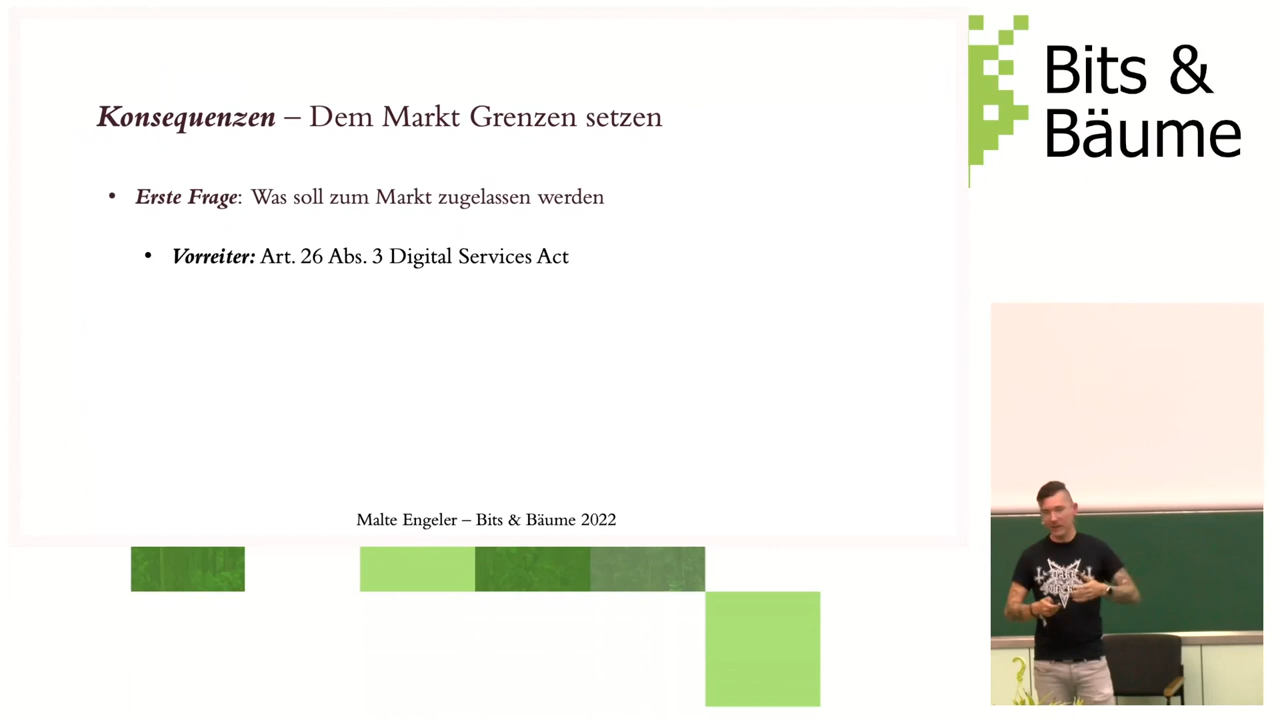 Konsequenzen – Dem Markt Grenzen setzen
• Erste Frage: Was soll zum Markt zugelassen werden
• Vorreiter: Art. 26 Abs. 3 Digital Services Act
Malte Engeler – Bits & Bäume 2022
Bits &
Bäume
DARK